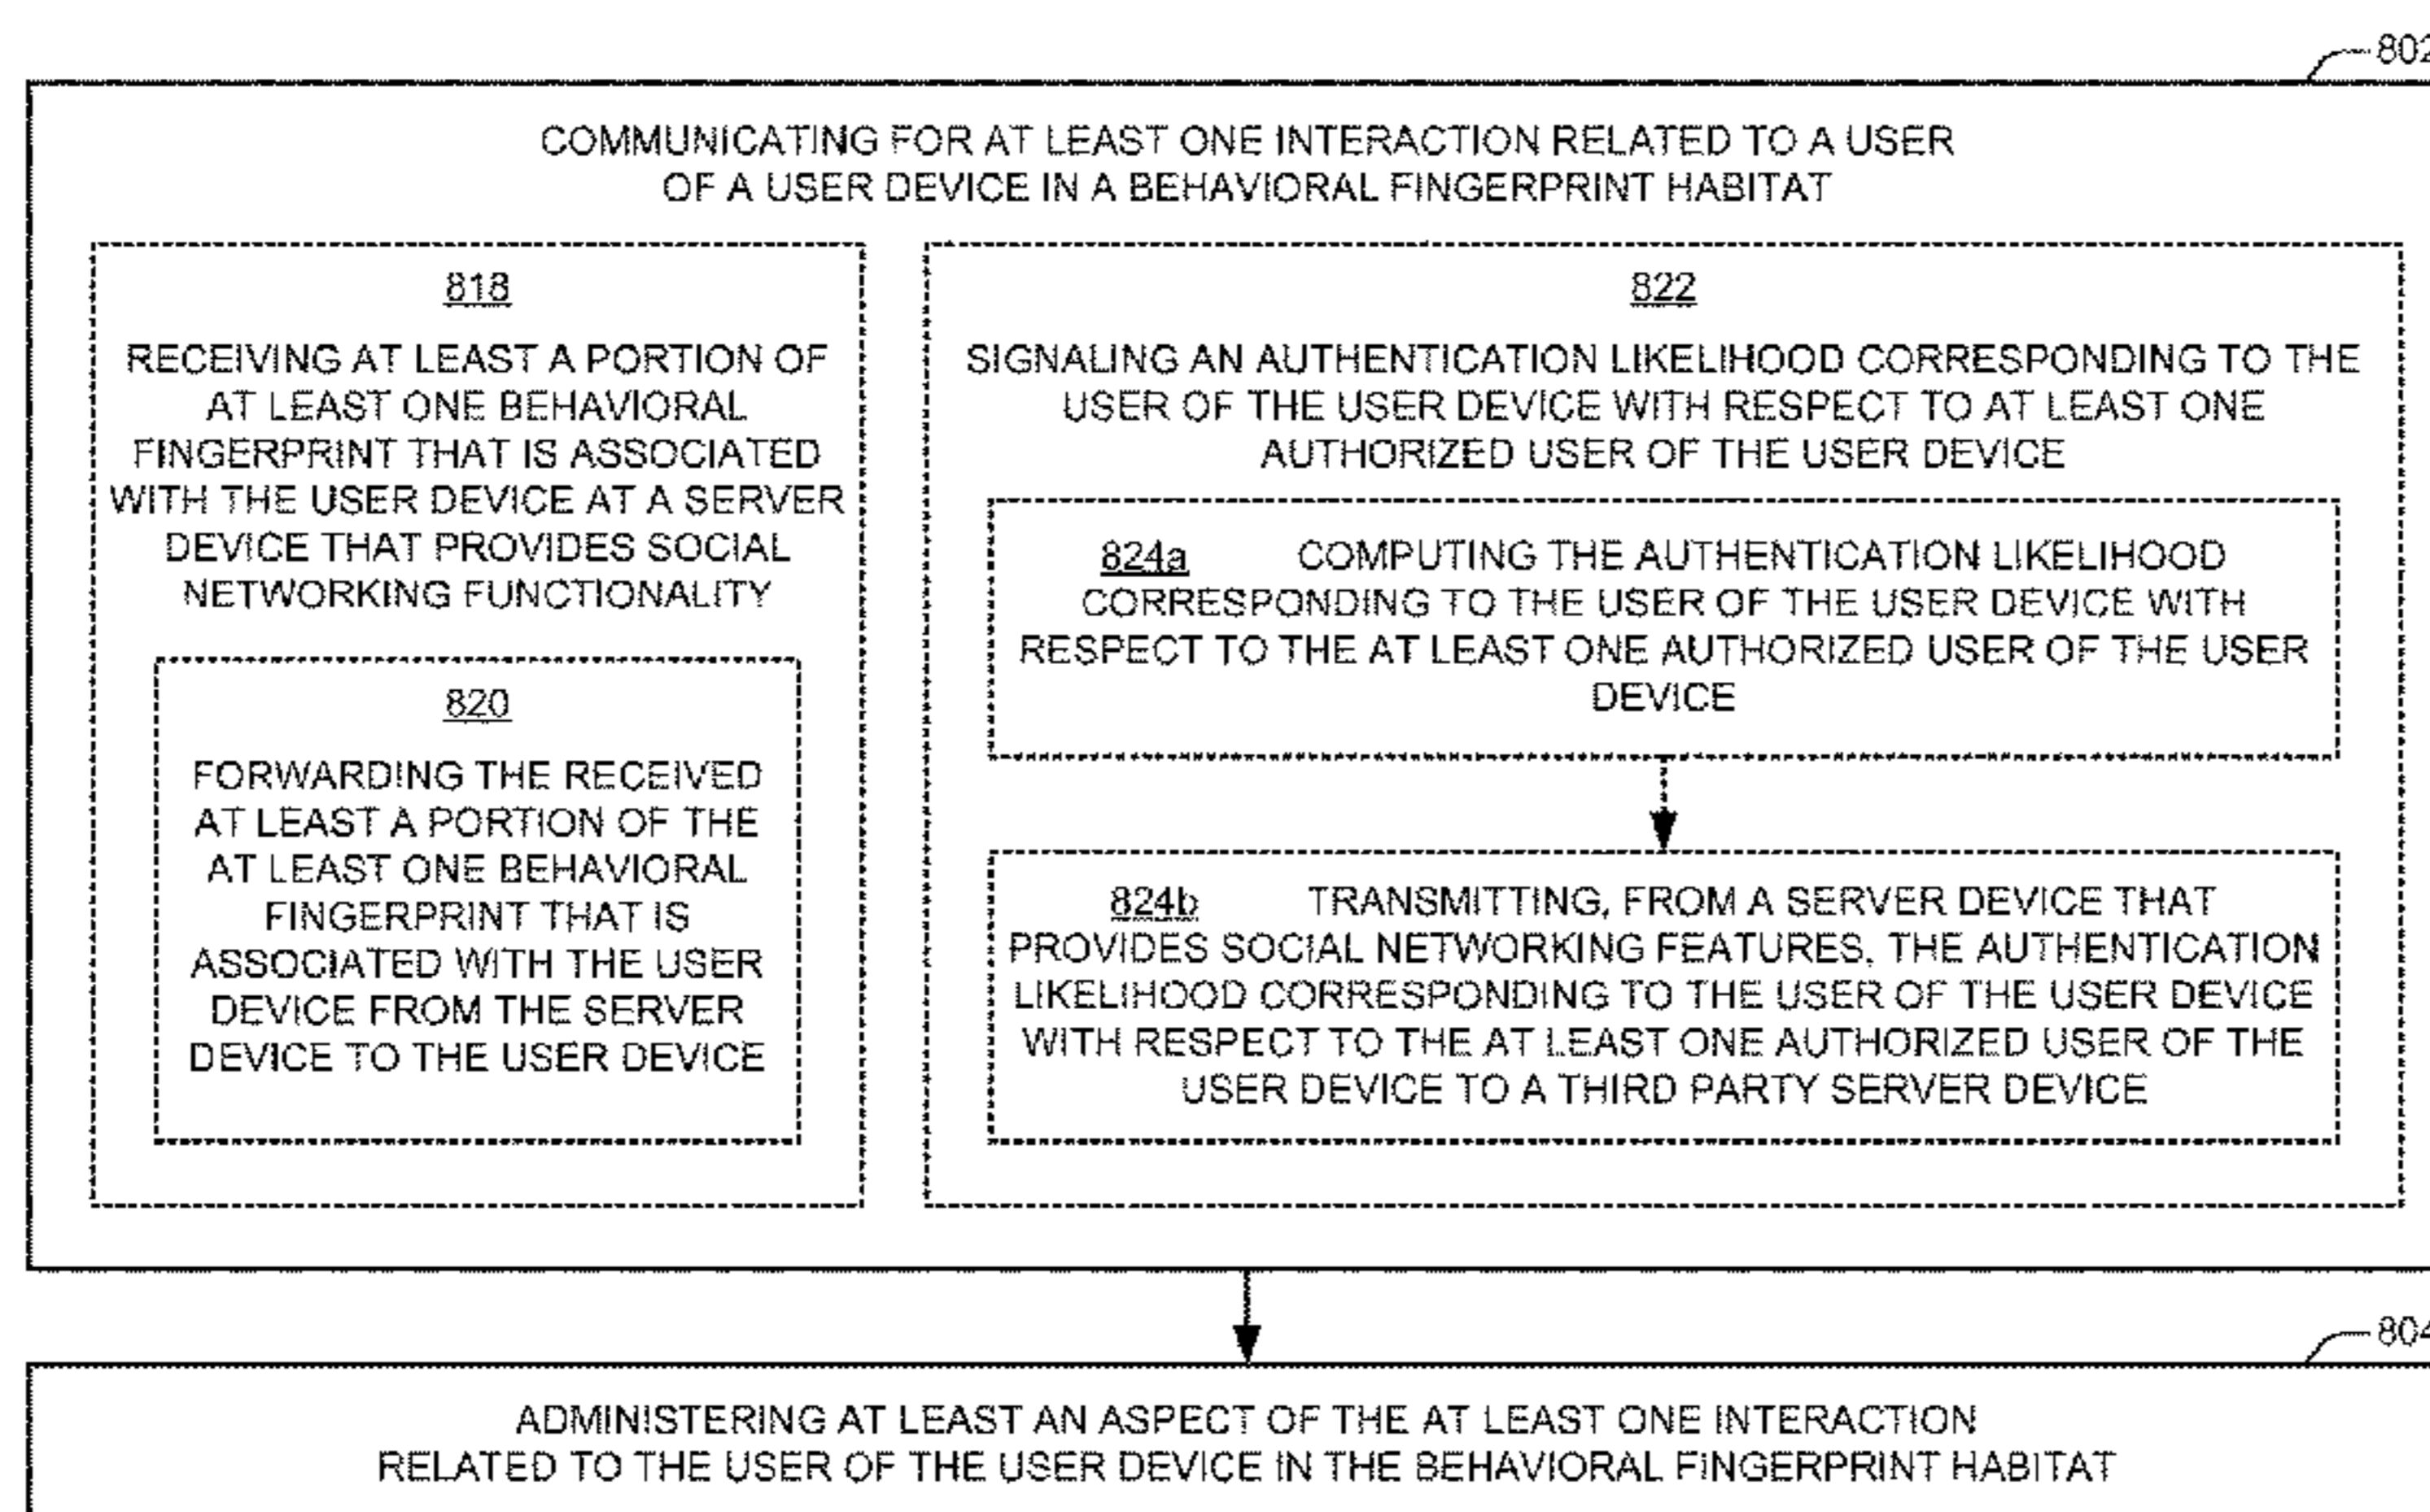 802
COMMUNICATING FOR AT LEAST ONE INTERACTION RELATED TO A USER
OF A USER DEVICE IN A BEHAVIORAL FINGERPRINT HABITAT
818
RECEIVING AT LEAST A PORTION OF
AT LEAST ONE BEHAVIORAL
FINGERPRINT THAT IS ASSOCIATED
WITH THE USER DEVICE AT A SERVER
DEVICE THAT PROVIDES SOCIAL
NETWORKING FUNCTIONALITY
820
FORWARDING THE RECEIVED
AT LEAST A PORTION OF THE
AT LEAST ONE BEHAVIORAL
FINGERPRINT THAT IS
ASSOCIATED WITH THE USER
DEVICE FROM THE SERVER
DEVICE TO THE USER DEVICE
822
SIGNALING AN AUTHENTICATION LIKELIHOOD CORRESPONDING TO THE
USER OF THE USER DEVICE WITH RESPECT TO AT LEAST ONE
AUTHORIZED USER OF THE USER DEVICE
824a COMPUTING THE AUTHENTICATION LIKELIHOOD
CORRESPONDING TO THE USER OF THE USER DEVICE WITH
RESPECT TO THE AT LEAST ONE AUTHORIZED USER OF THE USER
DEVICE
824b TRANSMITTING, FROM A SERVER DEVICE THAT
PROVIDES SOCIAL NETWORKING FEATURES, THE AUTHENTICATION
LIKELIHOOD CORRESPONDING TO THE USER OF THE USER DEVICE
WITH RESPECT TO THE AT LEAST ONE AUTHORIZED USER OF THE
USER DEVICE TO A THIRD PARTY SERVER DEVICE
804
ADMINISTERING AT LEAST AN ASPECT OF THE AT LEAST ONE INTERACTION
RELATED TO THE USER OF THE USER DEVICE IN THE BEHAVIORAL FINGERPRINT HABITAT